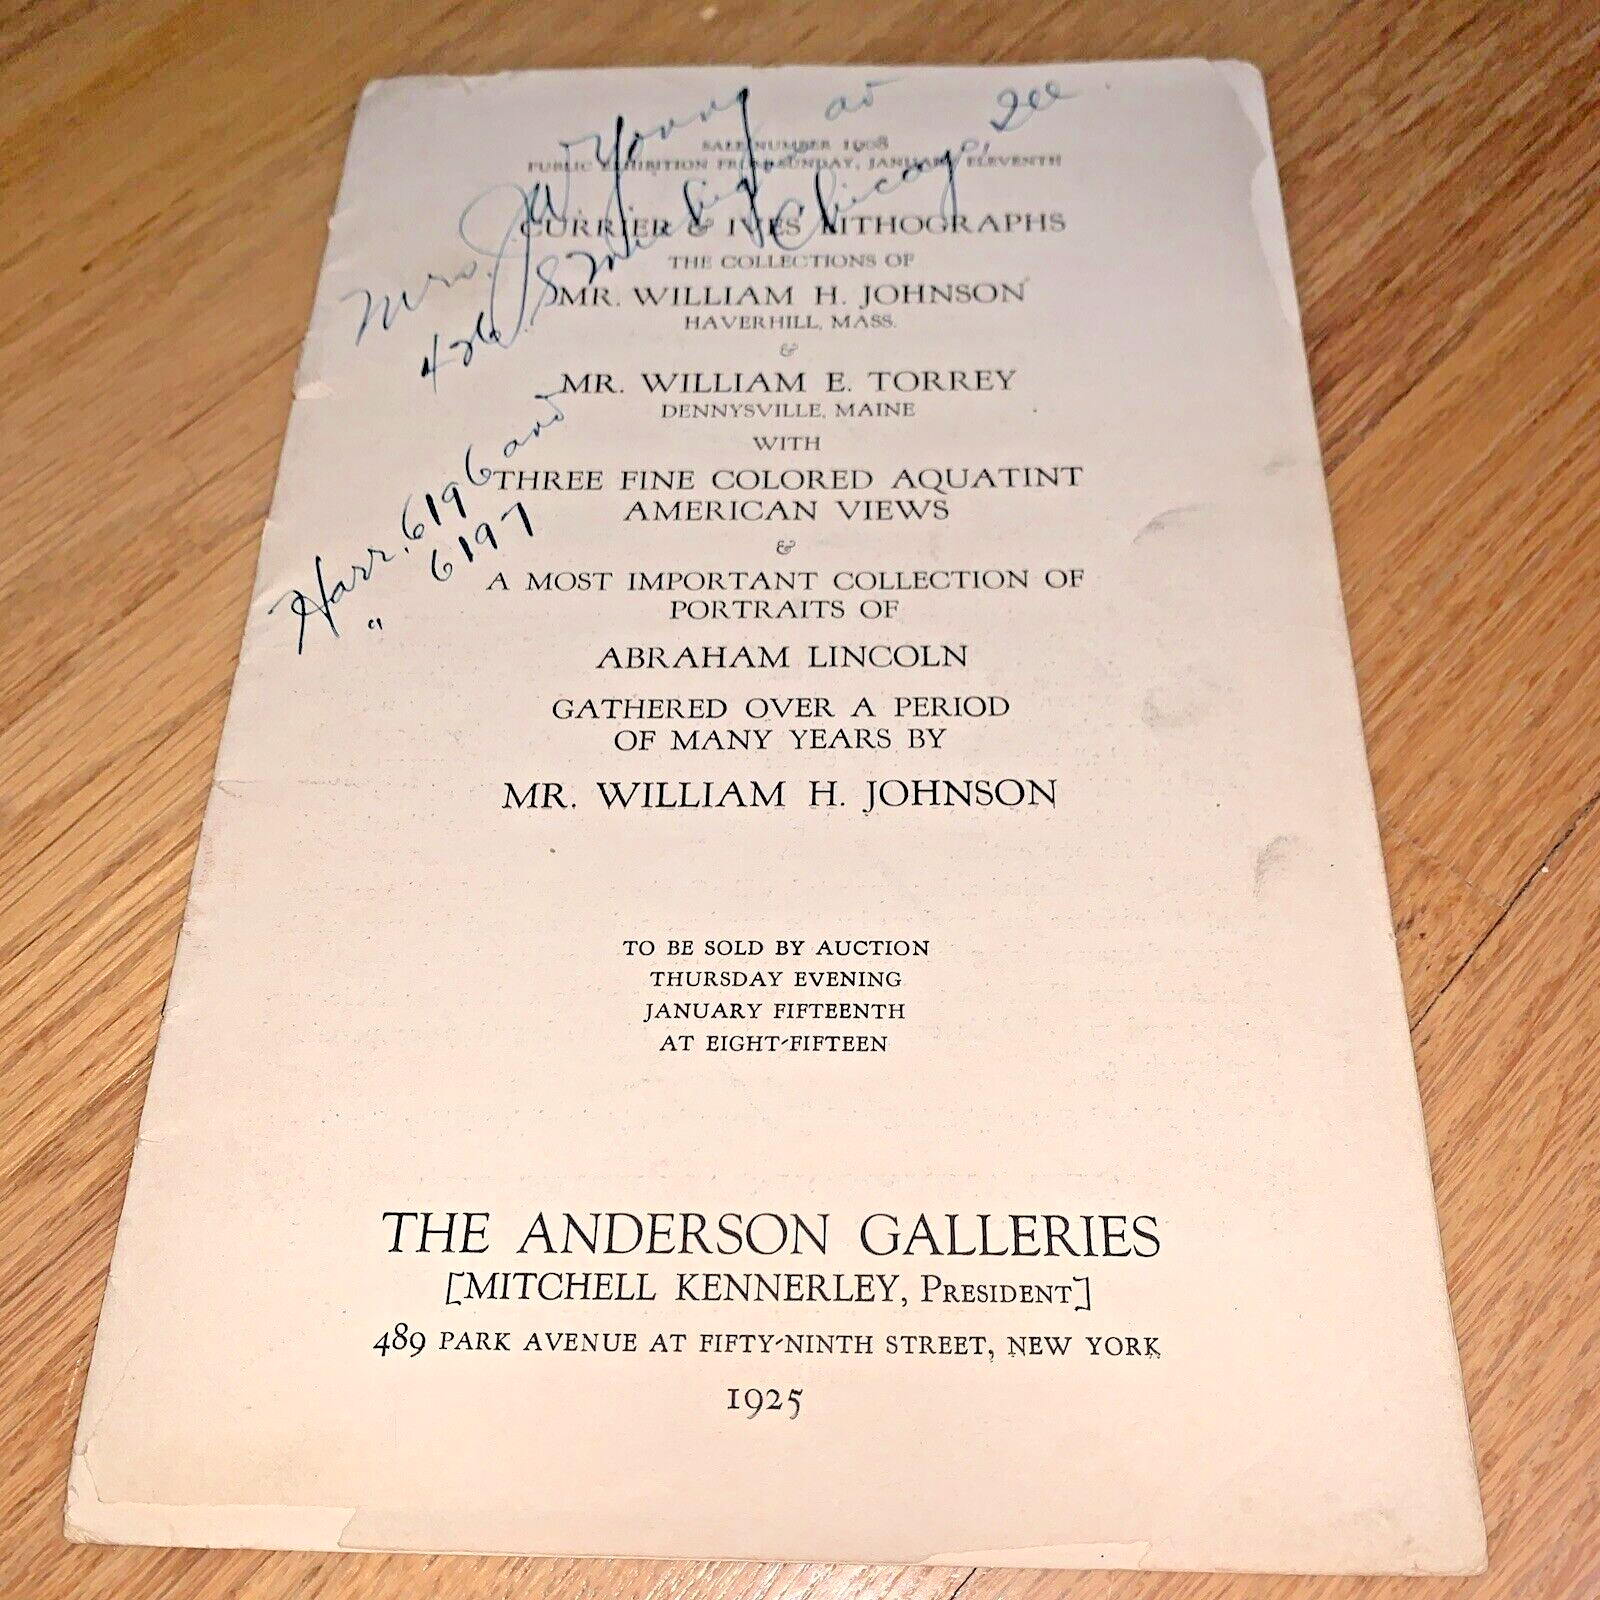 Mrs. J W Young
426 S Michigan av
Chicago, Ill
Harr. 6196 and
" 6197
SALE NUMBER 1908
PUBLIC EXHIBITION FROM SUNDAY, JANUARY ELEVENTH
CURRIER & IVES LITHOGRAPHS
THE COLLECTIONS OF
MR. WILLIAM H. JOHNSON
HAVERHILL, MASS.
&
MR. WILLIAM E. TORREY
DENNYSVILLE, MAINE
WITH
THREE FINE COLORED AQUATINT
AMERICAN VIEWS
&
A MOST IMPORTANT COLLECTION OF
PORTRAITS OF
ABRAHAM LINCOLN
GATHERED OVER A PERIOD
OF MANY YEARS BY
MR. WILLIAM H. JOHNSON
TO BE SOLD BY AUCTION
THURSDAY EVENING
JANUARY FIFTEENTH
AT EIGHT-FIFTEEN
THE ANDERSON GALLERIES
[MITCHELL KENNERLEY, PRESIDENT]
489 PARK AVENUE AT FIFTY-NINTH STREET, NEW YORK
1925